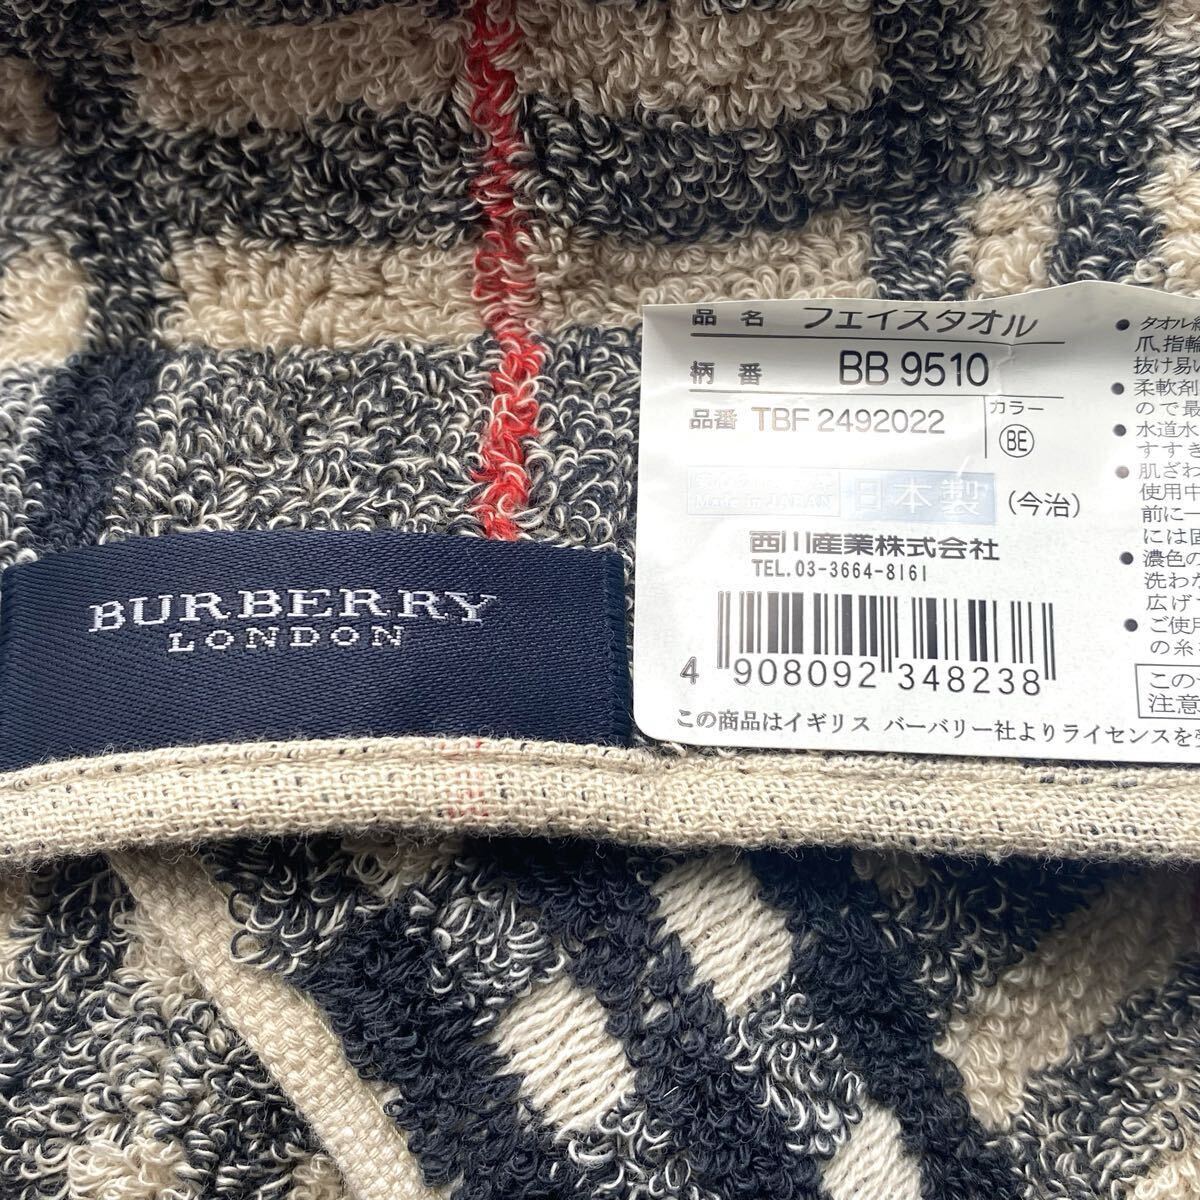 BURBERRY
LONDON
品 名 フェイスタオル
柄 番 BB 9510
品番 TBF 2492022
カラー
BE
Made in JAPAN 日本製 (今治)
西川産業株式会社
TEL.03-3664-8161
4 908092 348238
この商品はイギリス バーバリー社よりライセンスを
● タオル
爪、指輪
抜け易い
● 柔軟剤
ので最
● 水道水
すすぎ
● 肌ざわ
使用中
前に一
には固
● 濃色の
洗わか
広げて
● ご使用
の糸
この
注意